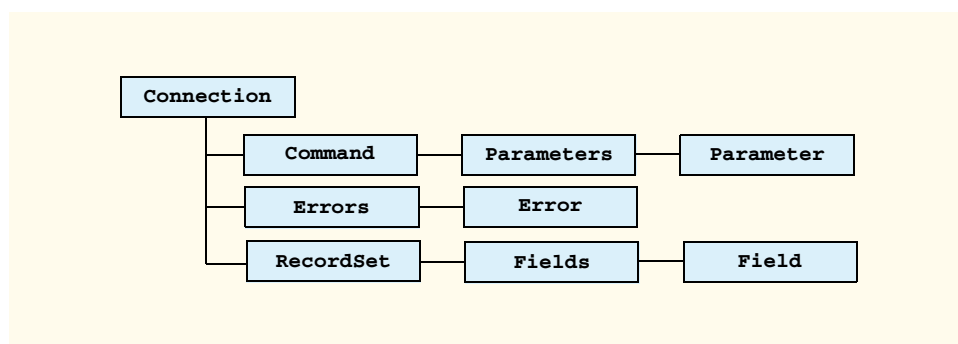 Connection
Command Parameters Parameter
Errors Error
RecordSet Fields Field